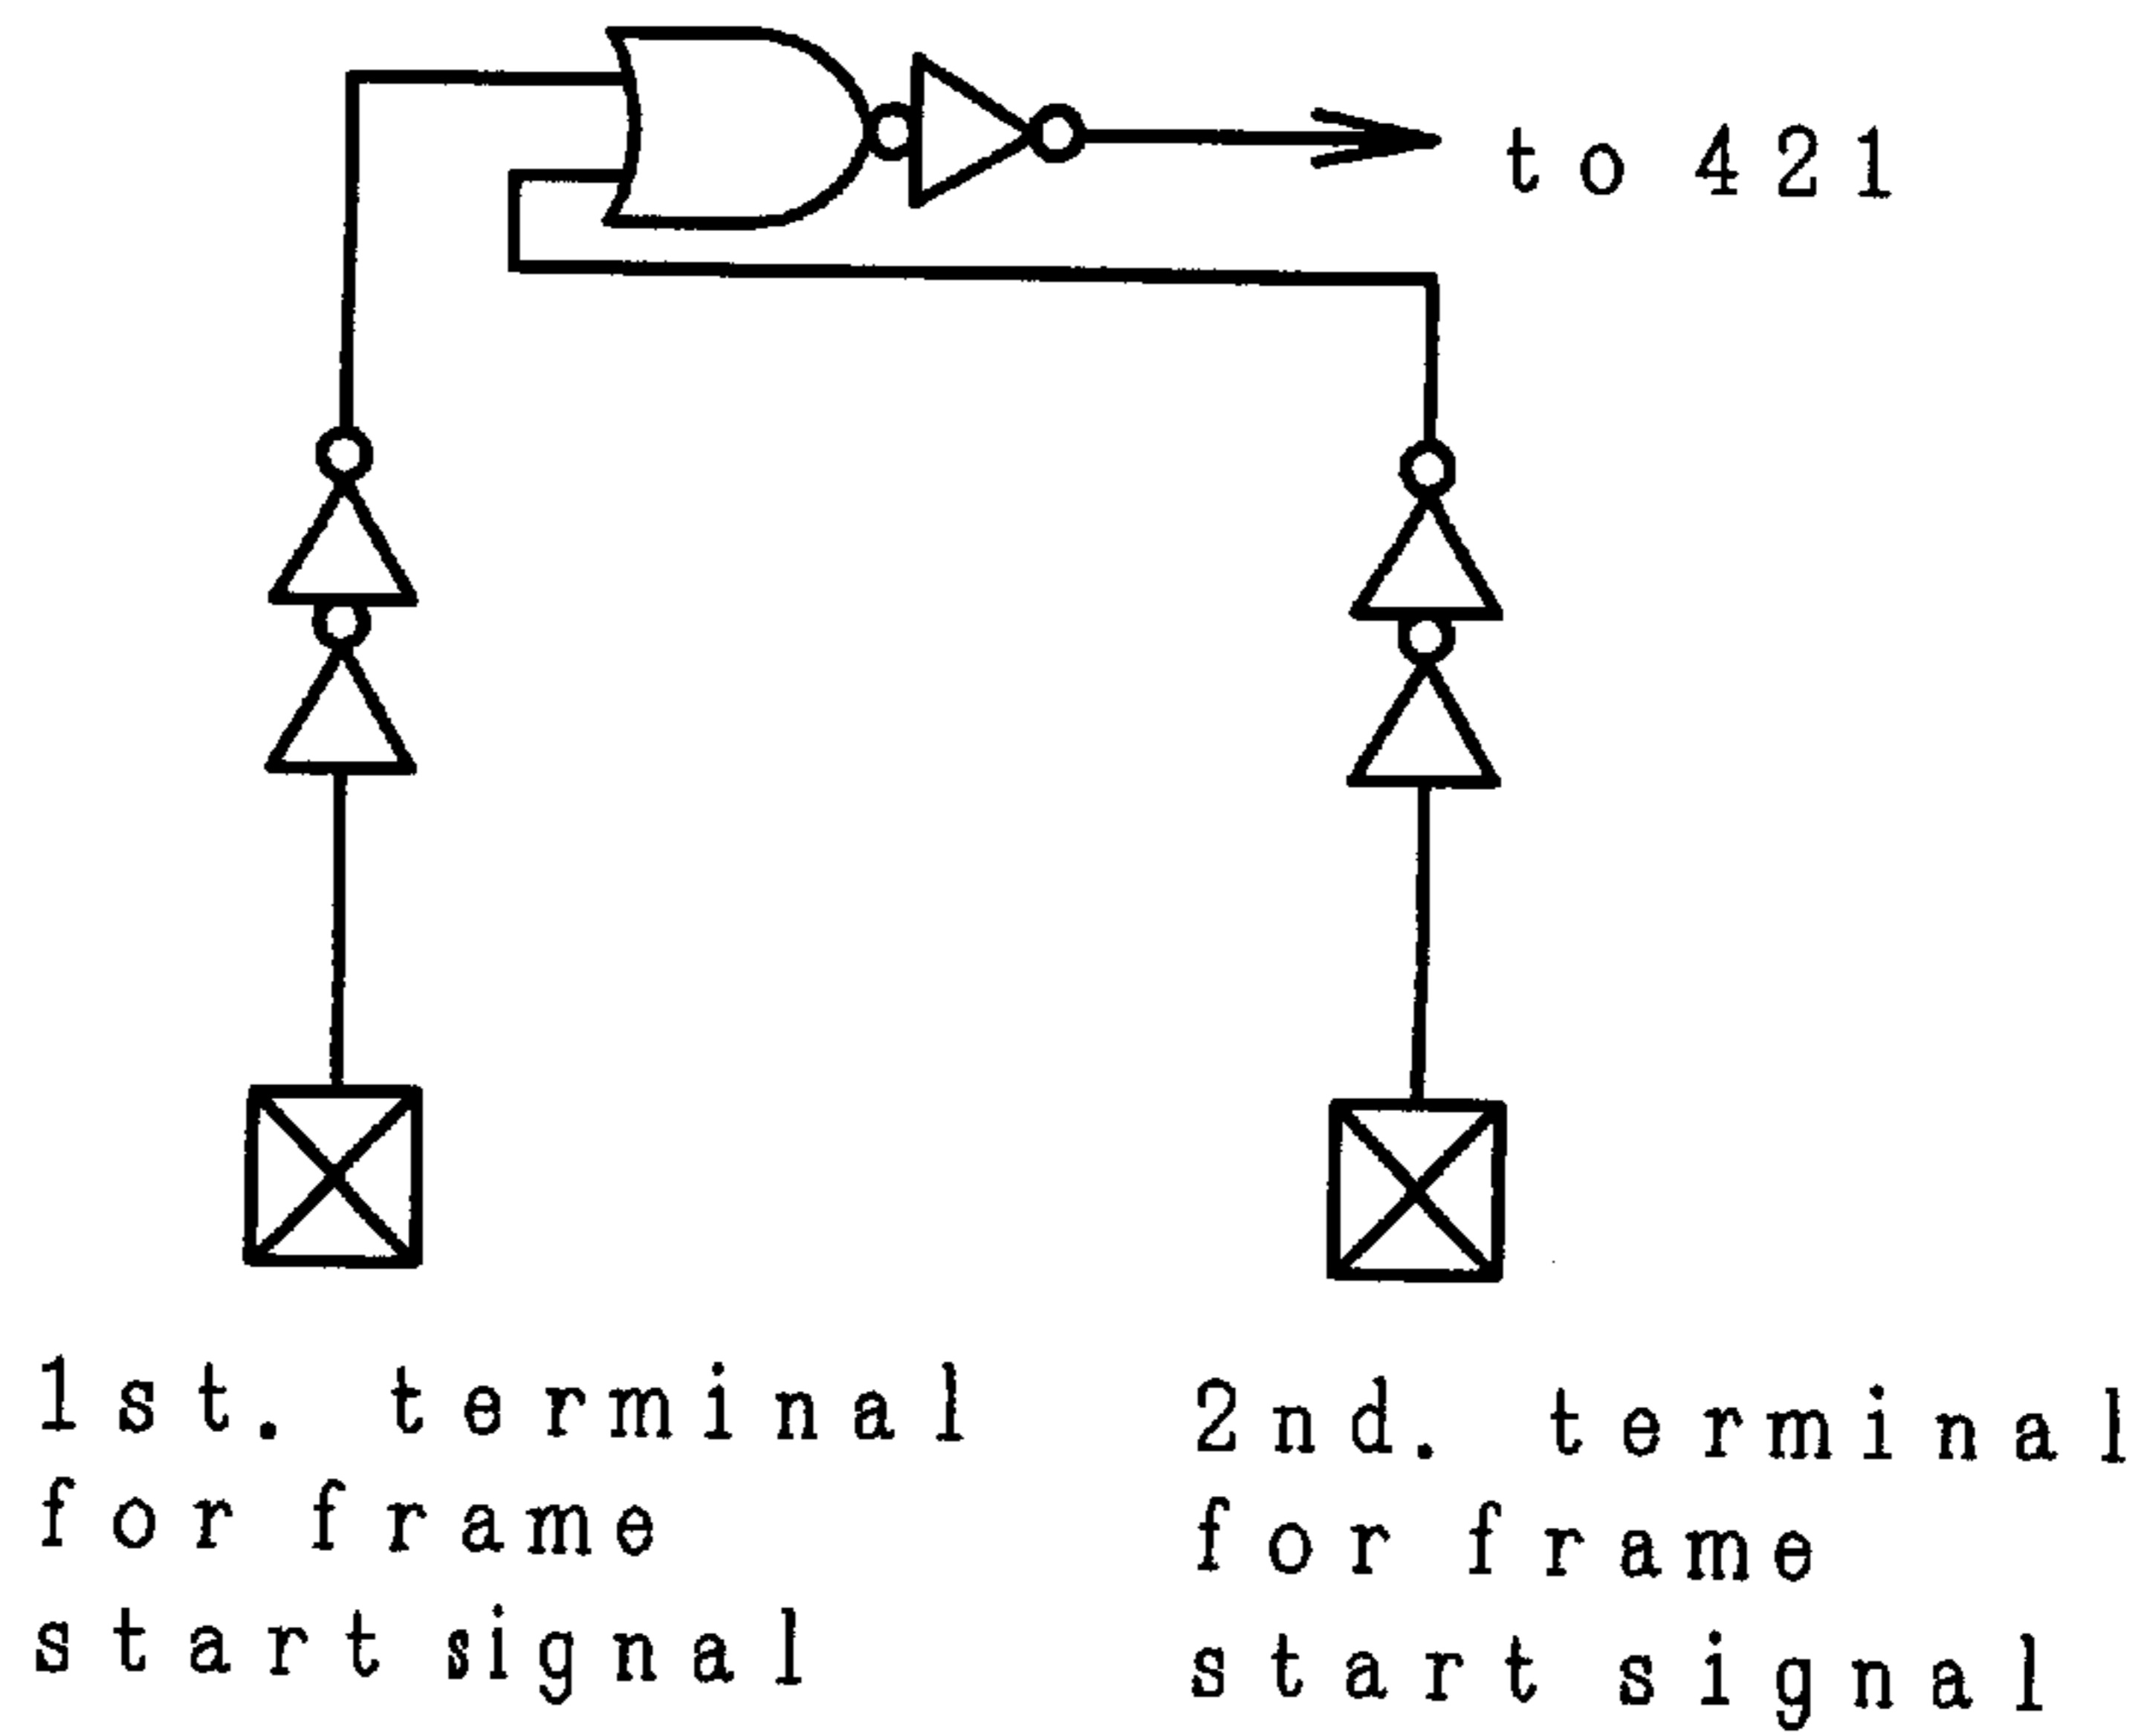 to 421
1st. terminal
for frame
start signal
2nd. terminal
for frame
start signal